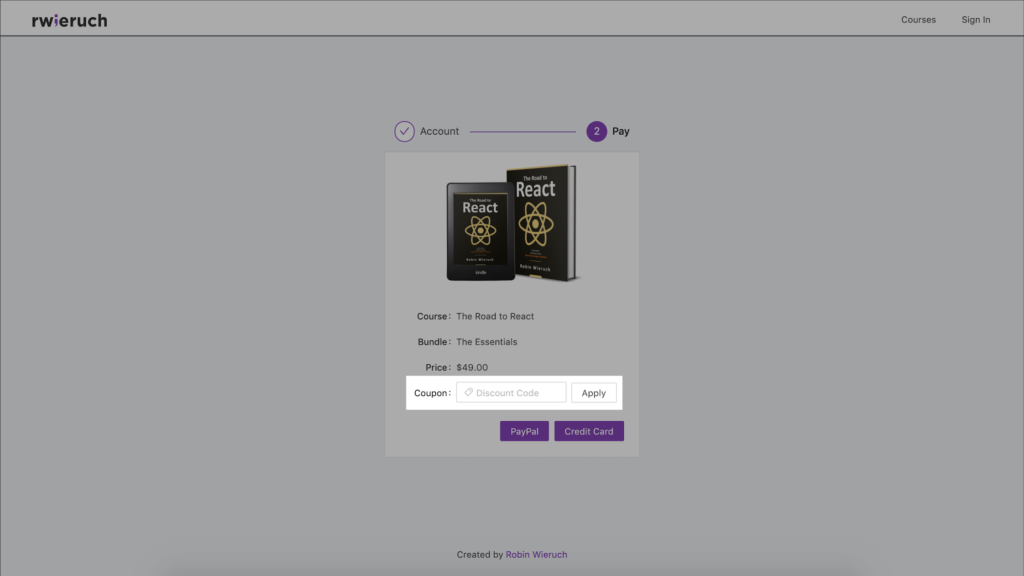 rwieruch
Courses
Sign In
Account
2
Pay
The Road to
React
Robin Wieruch
kindle
The Road to
React
Robin Wieruch
Course: The Road to React
Bundle: The Essentials
Price: $49.00
Coupon: Discount Code Apply
PayPal
Credit Card
Created by Robin Wieruch